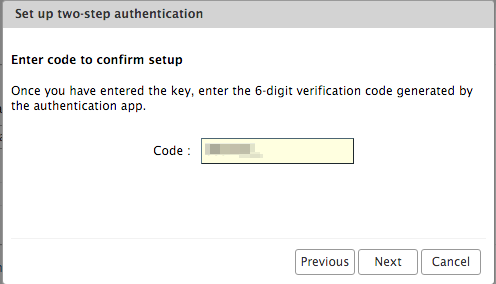 Set up two-step authentication
Enter code to confirm setup
Once you have entered the key, enter the 6-digit verification code generated by
the authentication app.
Code :
Previous Next Cancel